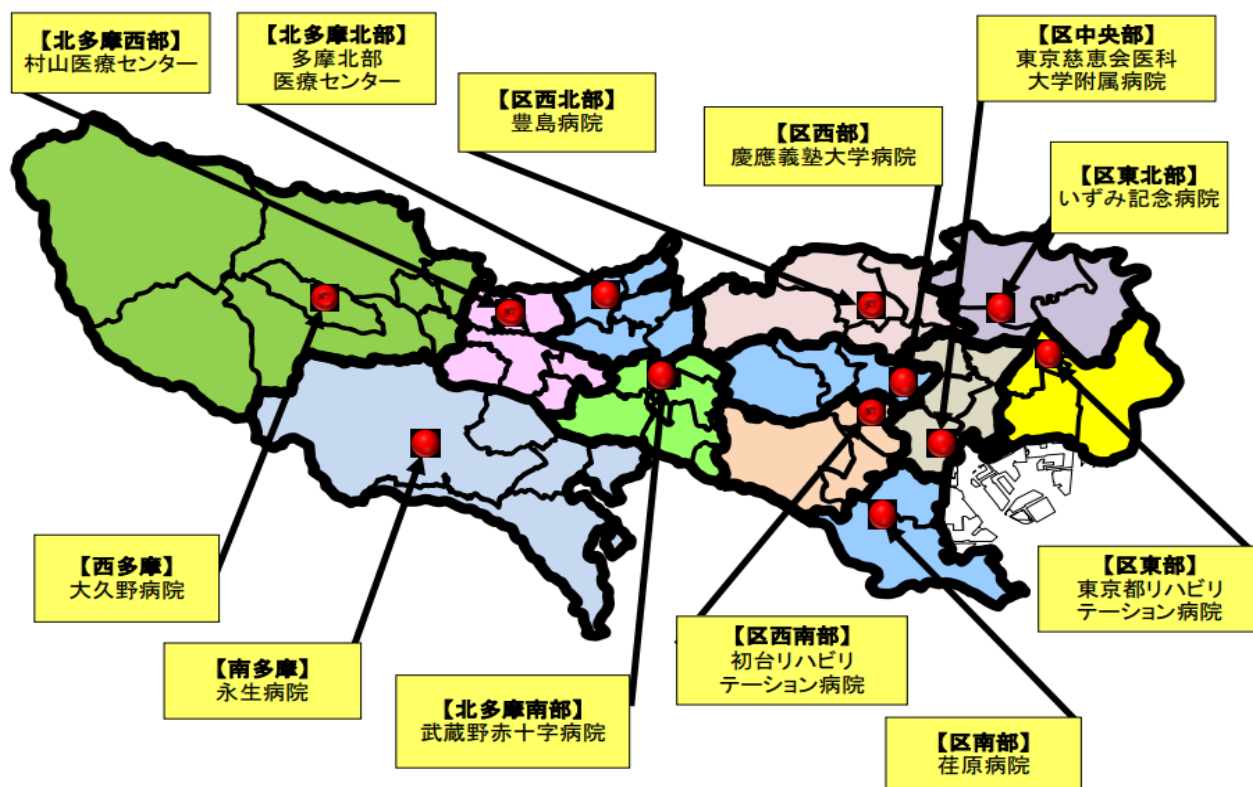 【北多摩西部】
村山医療センター
【北多摩北部】
多摩北部
医療センター
【区西北部】
豊島病院
【区西部】
慶應義塾大学病院
【区中央部】
東京慈恵会医科
大学附属病院
【区東北部】
いずみ記念病院
【西多摩】
大久野病院
【南多摩】
永生病院
【北多摩南部】
武蔵野赤十字病院
【区西南部】
初台リハビリ
テーション病院
【区南部】
荏原病院
【区東部】
東京都リハビリ
テーション病院